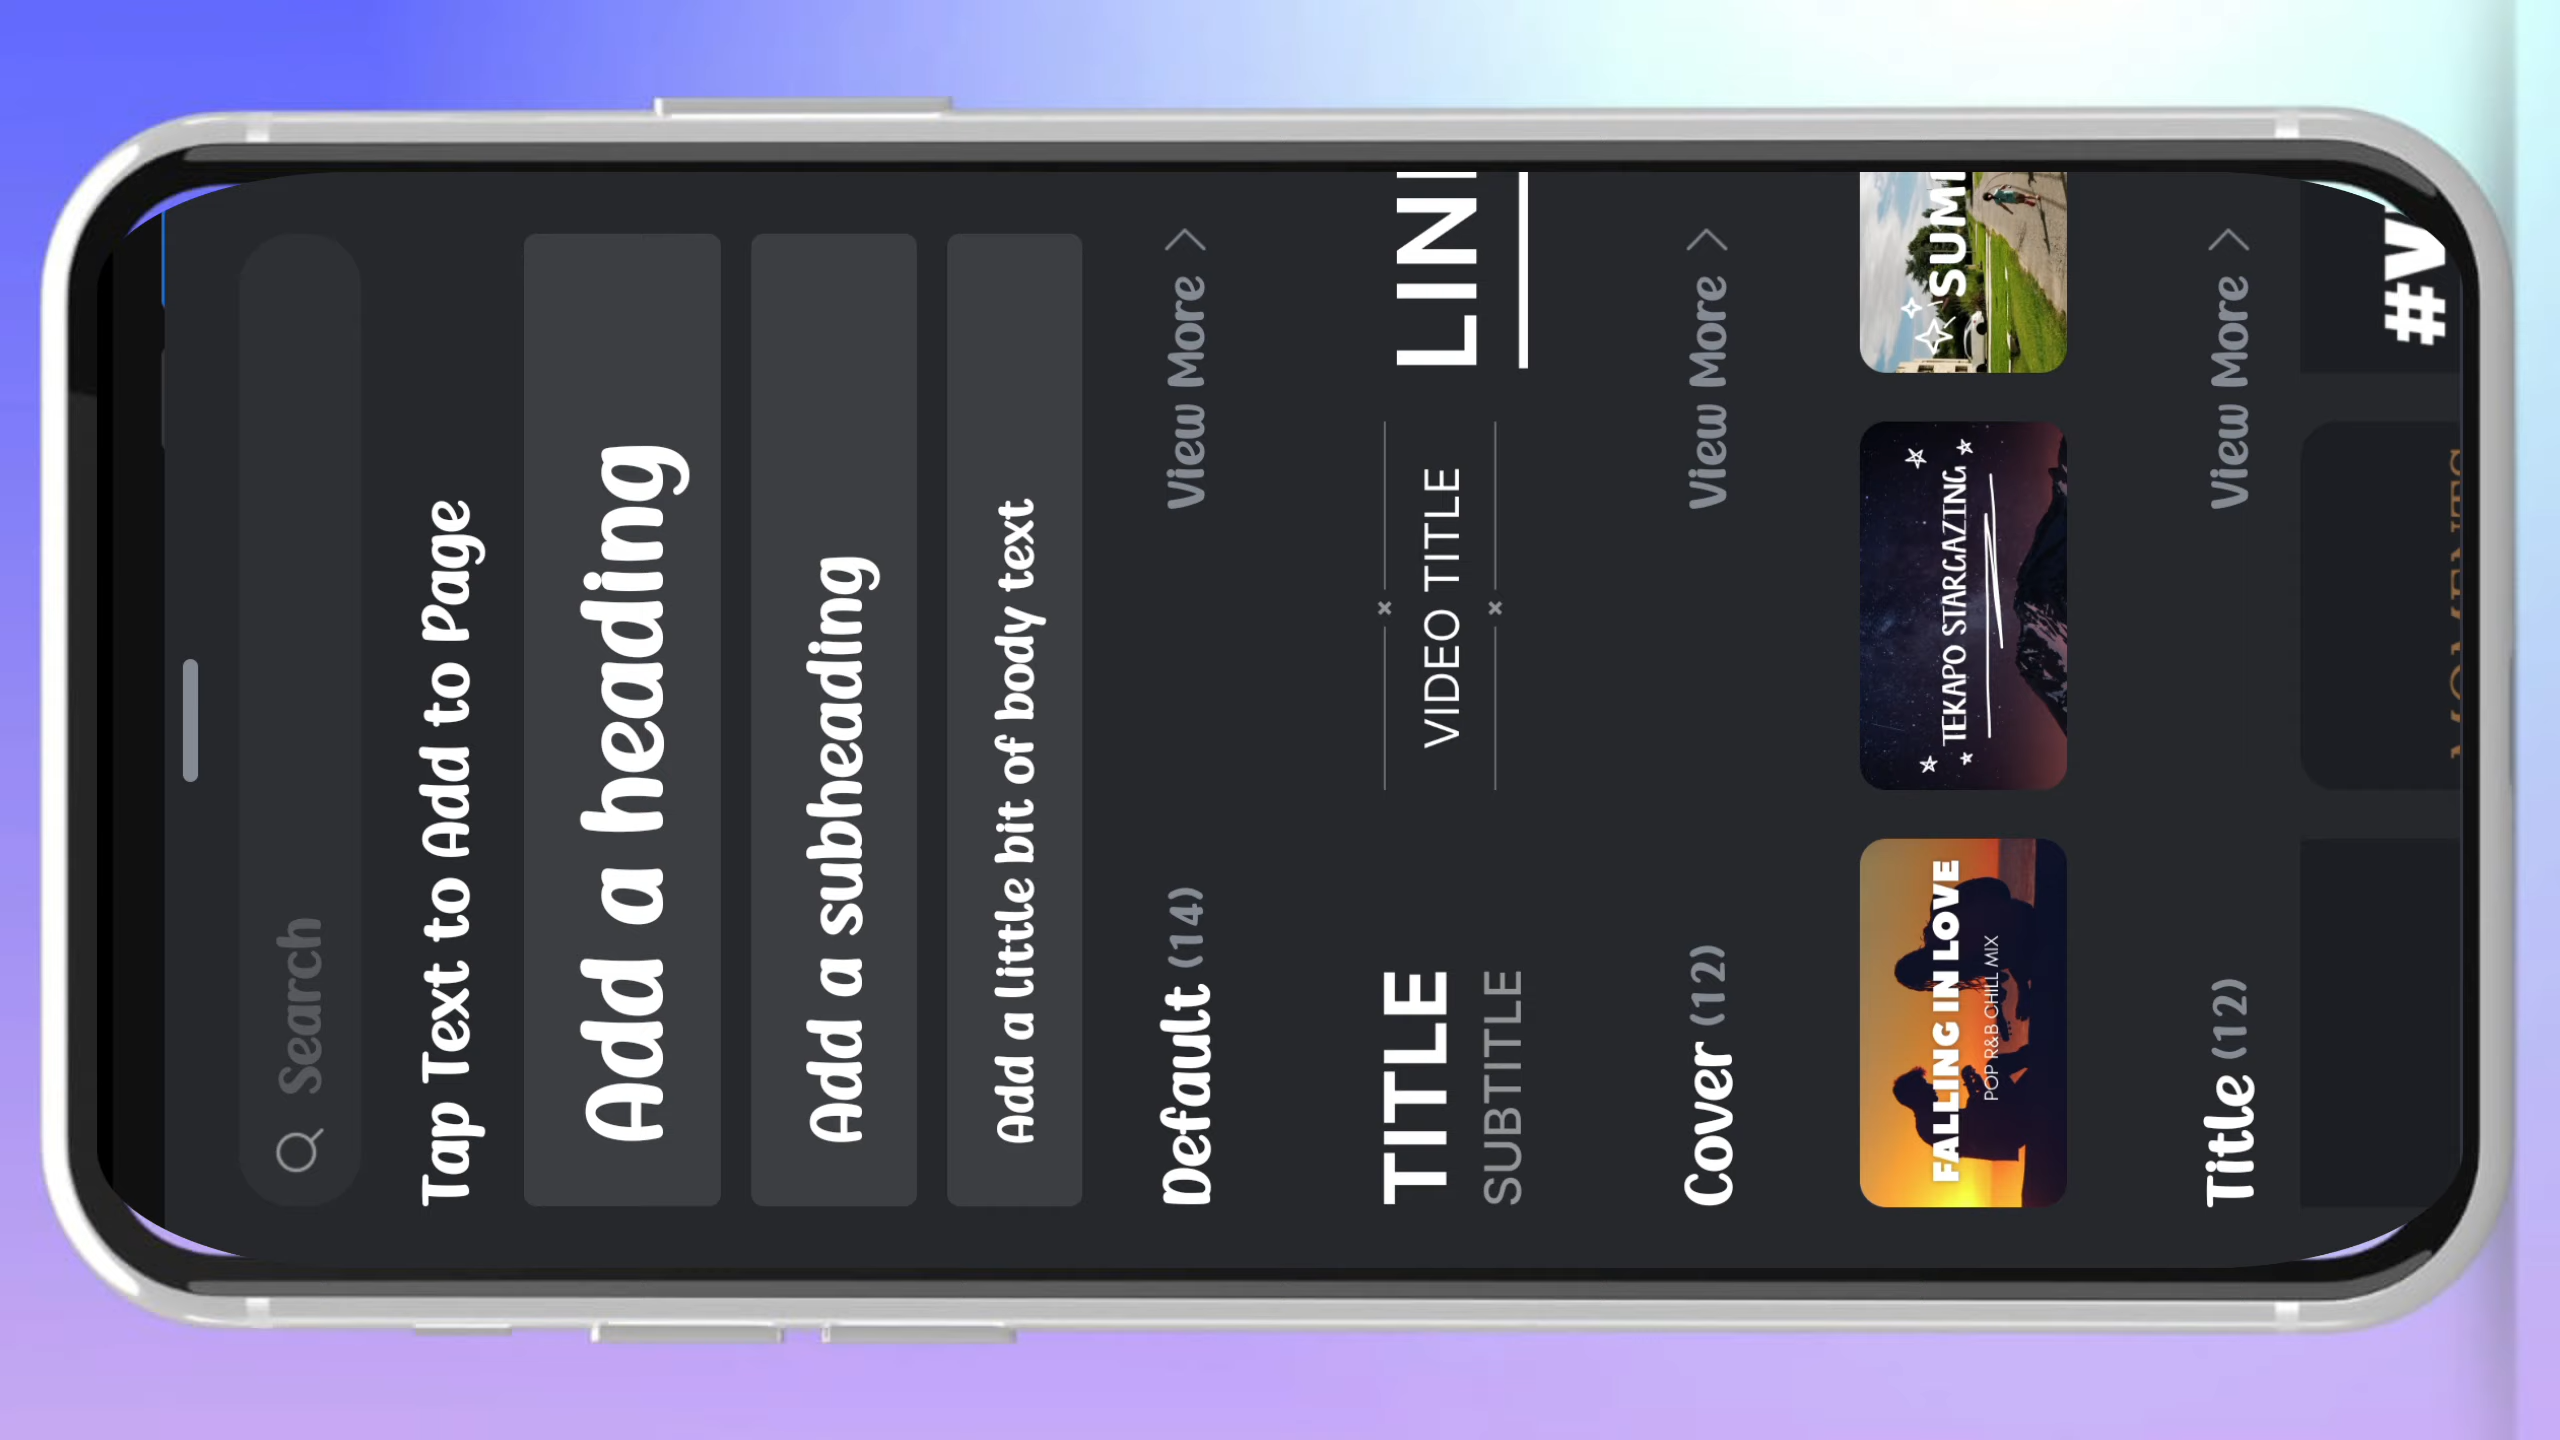 Search
Tap Text to Add to Page
Add a heading
Add a subheading
Add a little bit of body text
Default (14) View More
TITLE
SUBTITLE
VIDEO TITLE
Cover (12) View More
FALLING IN LOVE
POP R&B CHILL MIX
TEKAPO STARGAZING
Title (12) View More